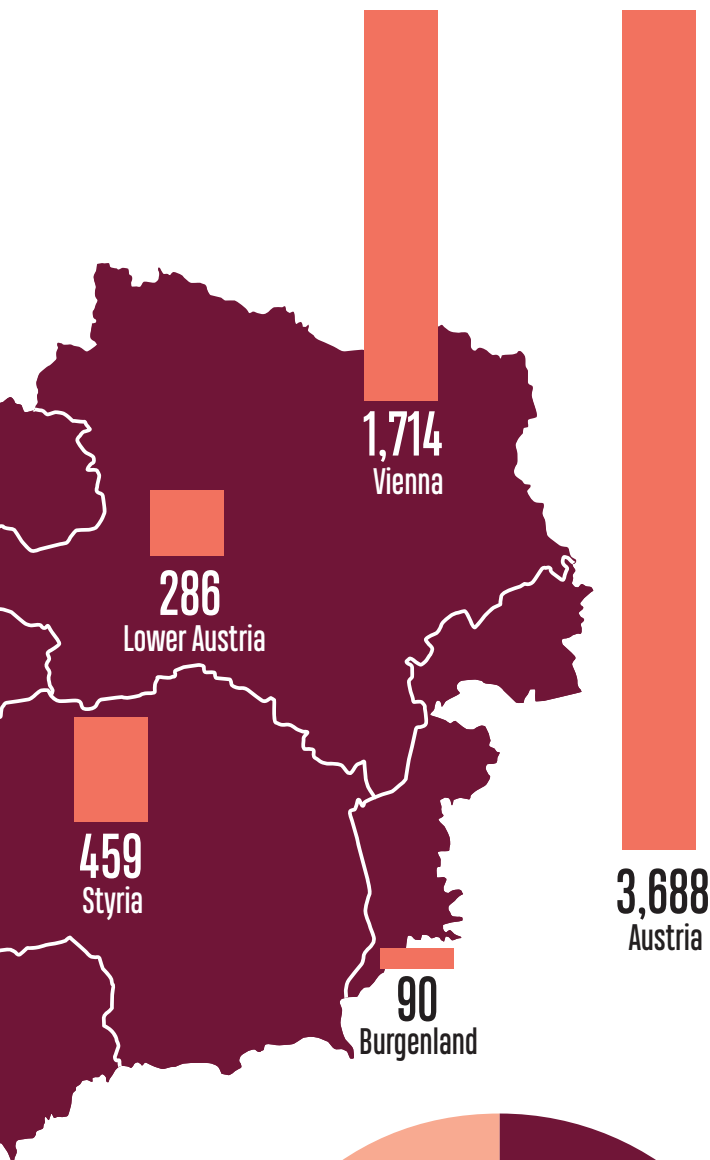 1,714
Vienna
286
Lower Austria
459
Styria
3,688
Austria
90
Burgenland